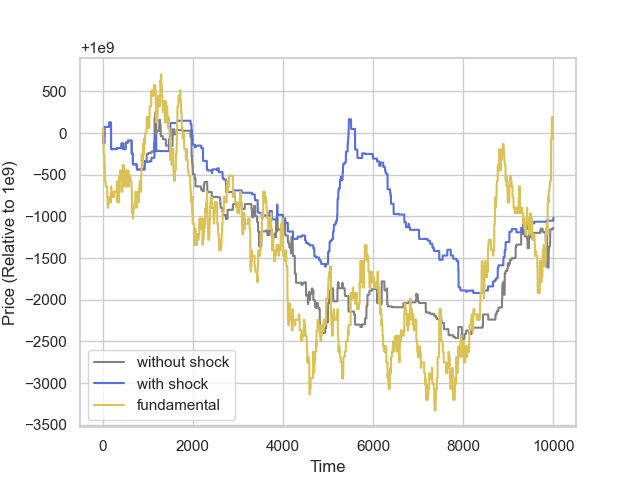 +1e9
500
0
−500
−1000
−1500
−2000
−2500
−3000
−3500
Price (Relative to 1e9)
without shock
with shock
fundamental
0 2000 4000 6000 8000 10000
Time